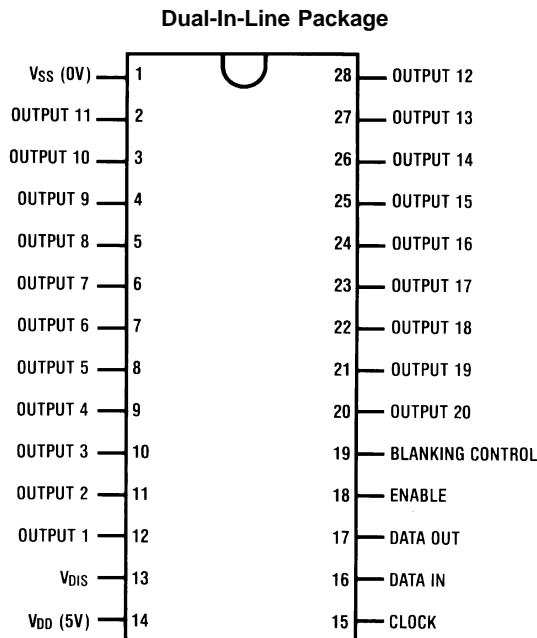 Dual-In-Line Package
VSS (0V) 1 28 OUTPUT 12
OUTPUT 11 2 27 OUTPUT 13
OUTPUT 10 3 26 OUTPUT 14
OUTPUT 9 4 25 OUTPUT 15
OUTPUT 8 5 24 OUTPUT 16
OUTPUT 7 6 23 OUTPUT 17
OUTPUT 6 7 22 OUTPUT 18
OUTPUT 5 8 21 OUTPUT 19
OUTPUT 4 9 20 OUTPUT 20
OUTPUT 3 10 19 BLANKING CONTROL
OUTPUT 2 11 18 ENABLE
OUTPUT 1 12 17 DATA OUT
VDIS 13 16 DATA IN
VDD (5V) 14 15 CLOCK